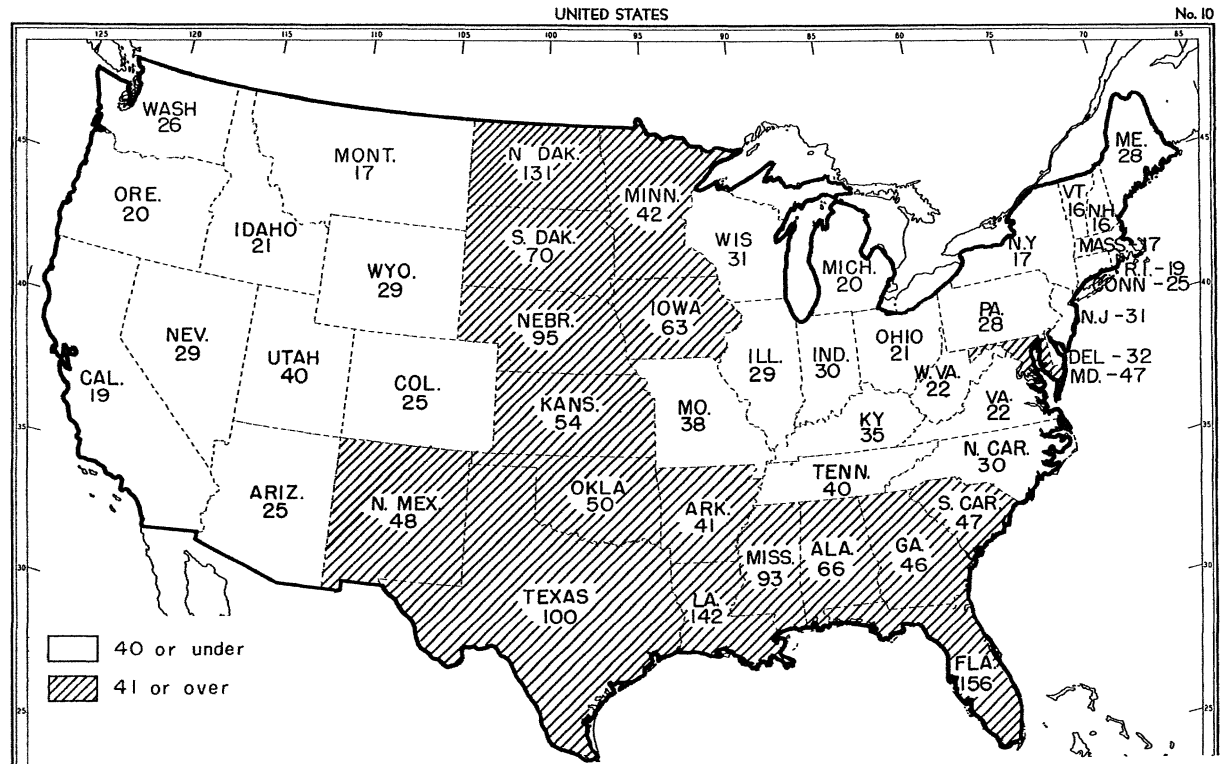 UNITED STATES
No. 10
125 120 115 110 105 100 95 90 85 80 75 70 85
45
40
35
30
25
45
40
35
30
25
WASH
26
MONT.
17
N DAK.
131
MINN.
42
ME.
28
ORE.
20
IDAHO
21
S. DAK.
70
WIS
31
MICH.
20
VT.
16
N.H.
16
N.Y
17
MASS.-17
R.I.-19
CONN -25
WYO.
29
IOWA
63
PA.
28
N.J -31
NEV.
29
NEBR.
95
OHIO
21
DEL -32
MD. -47
CAL.
19
UTAH
40
COL.
25
ILL.
29
IND.
30
W.VA.
22
VA.
22
KANS.
54
MO.
38
KY
35
N. CAR.
30
ARIZ.
25
N. MEX.
48
OKLA
50
ARK.
41
TENN.
40
S. CAR.
47
MISS.
93
ALA.
66
GA.
46
TEXAS
100
LA.
142
FLA.
156
40 or under
41 or over